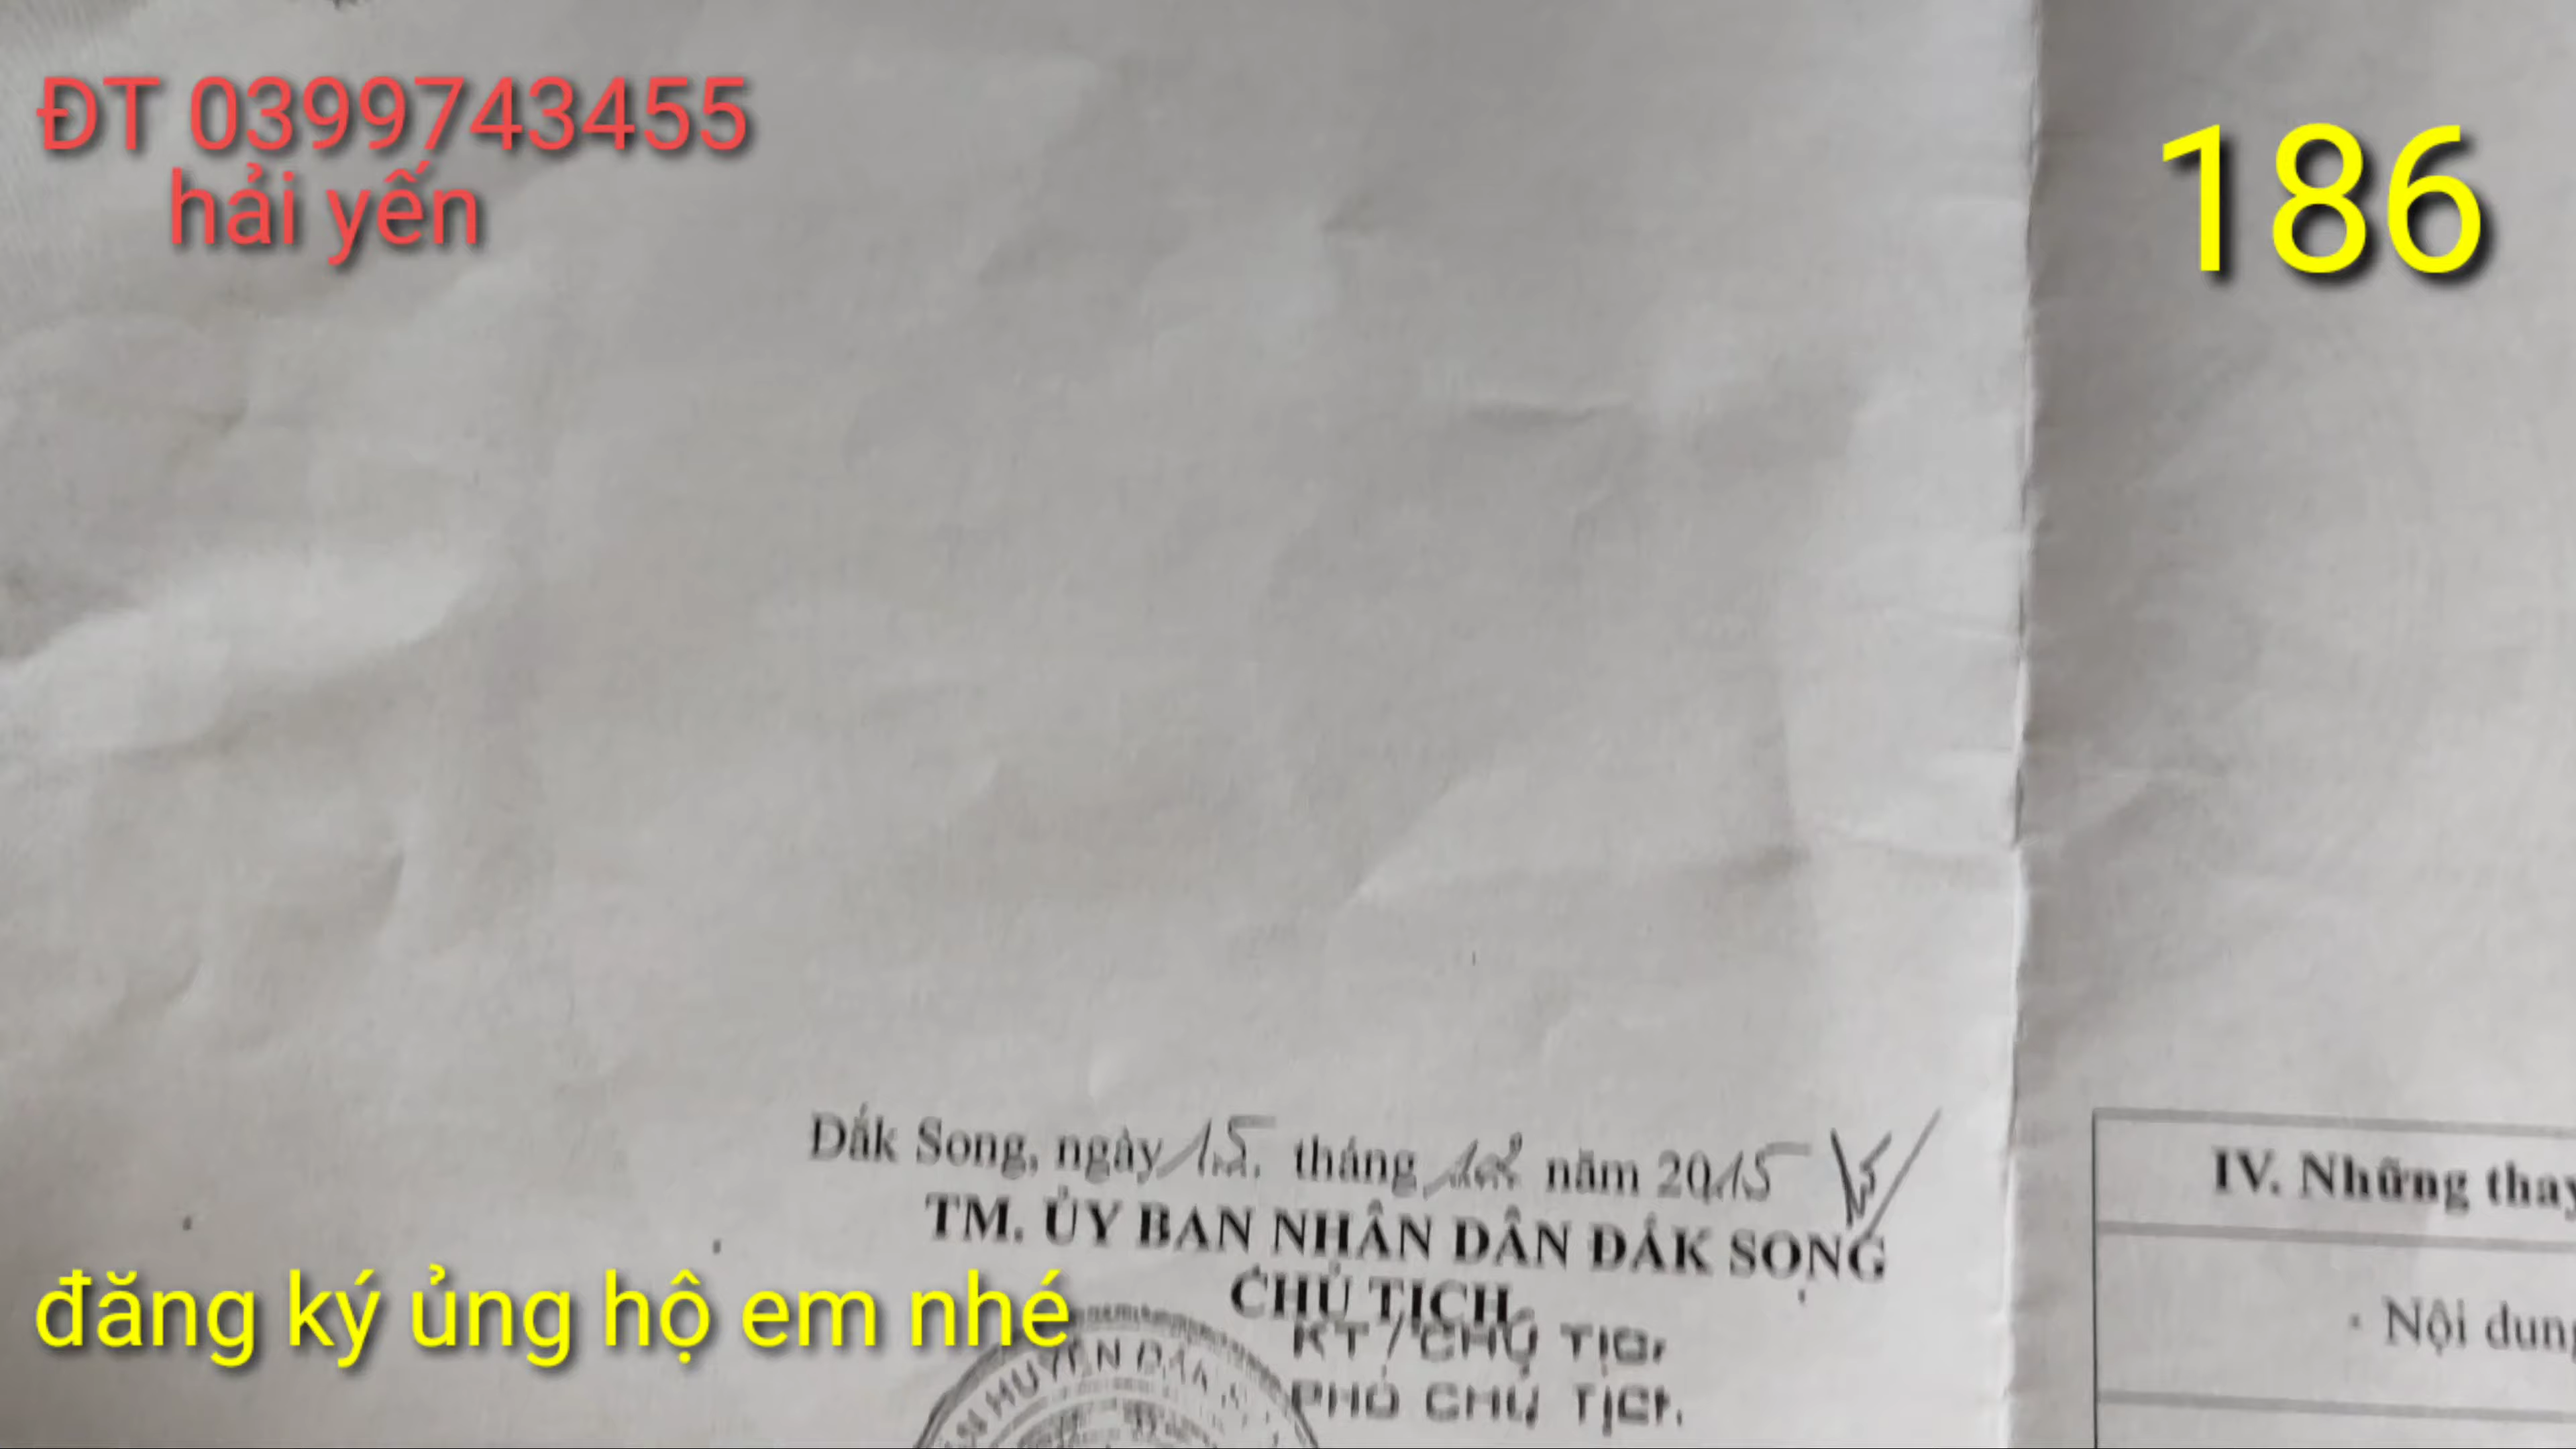 ĐT 0399743455
hải yến
186
Đắk Song, ngày 15 tháng 12 năm 2015
TM. ỦY BAN NHÂN DÂN ĐẮK SONG
CHỦ TỊCH
KT/CHỦ TỊCH
PHÓ CHỦ TỊCH
HUYỆN ĐẮK
IV. Những thay
Nội dung
đăng ký ủng hộ em nhé